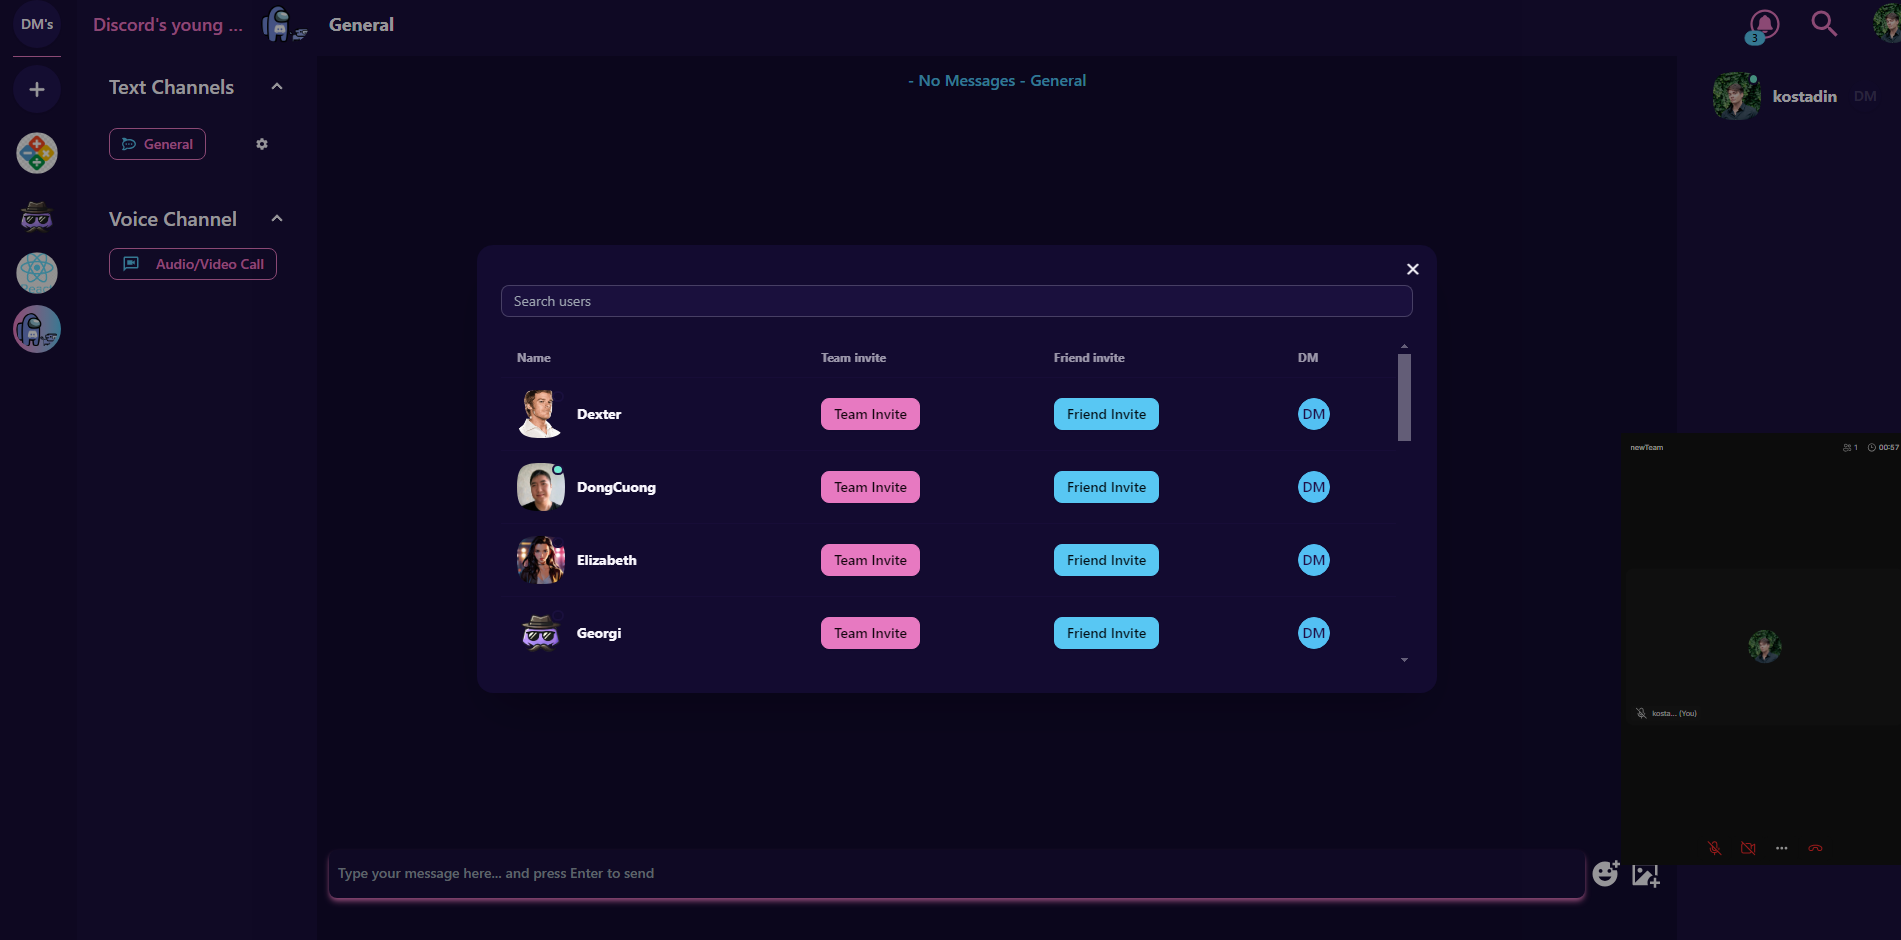 DM's
Discord's young ...
General
3
Text Channels
General
Voice Channel
Audio/Video Call
- No Messages - General
kostadin
DM
Search users
Name
Team invite
Friend invite
DM
Dexter
Team Invite
Friend Invite
DM
DongCuong
Team Invite
Friend Invite
DM
Elizabeth
Team Invite
Friend Invite
DM
Georgi
Team Invite
Friend Invite
DM
newTeam
1
00:57
kosta... (You)
Type your message here... and press Enter to send